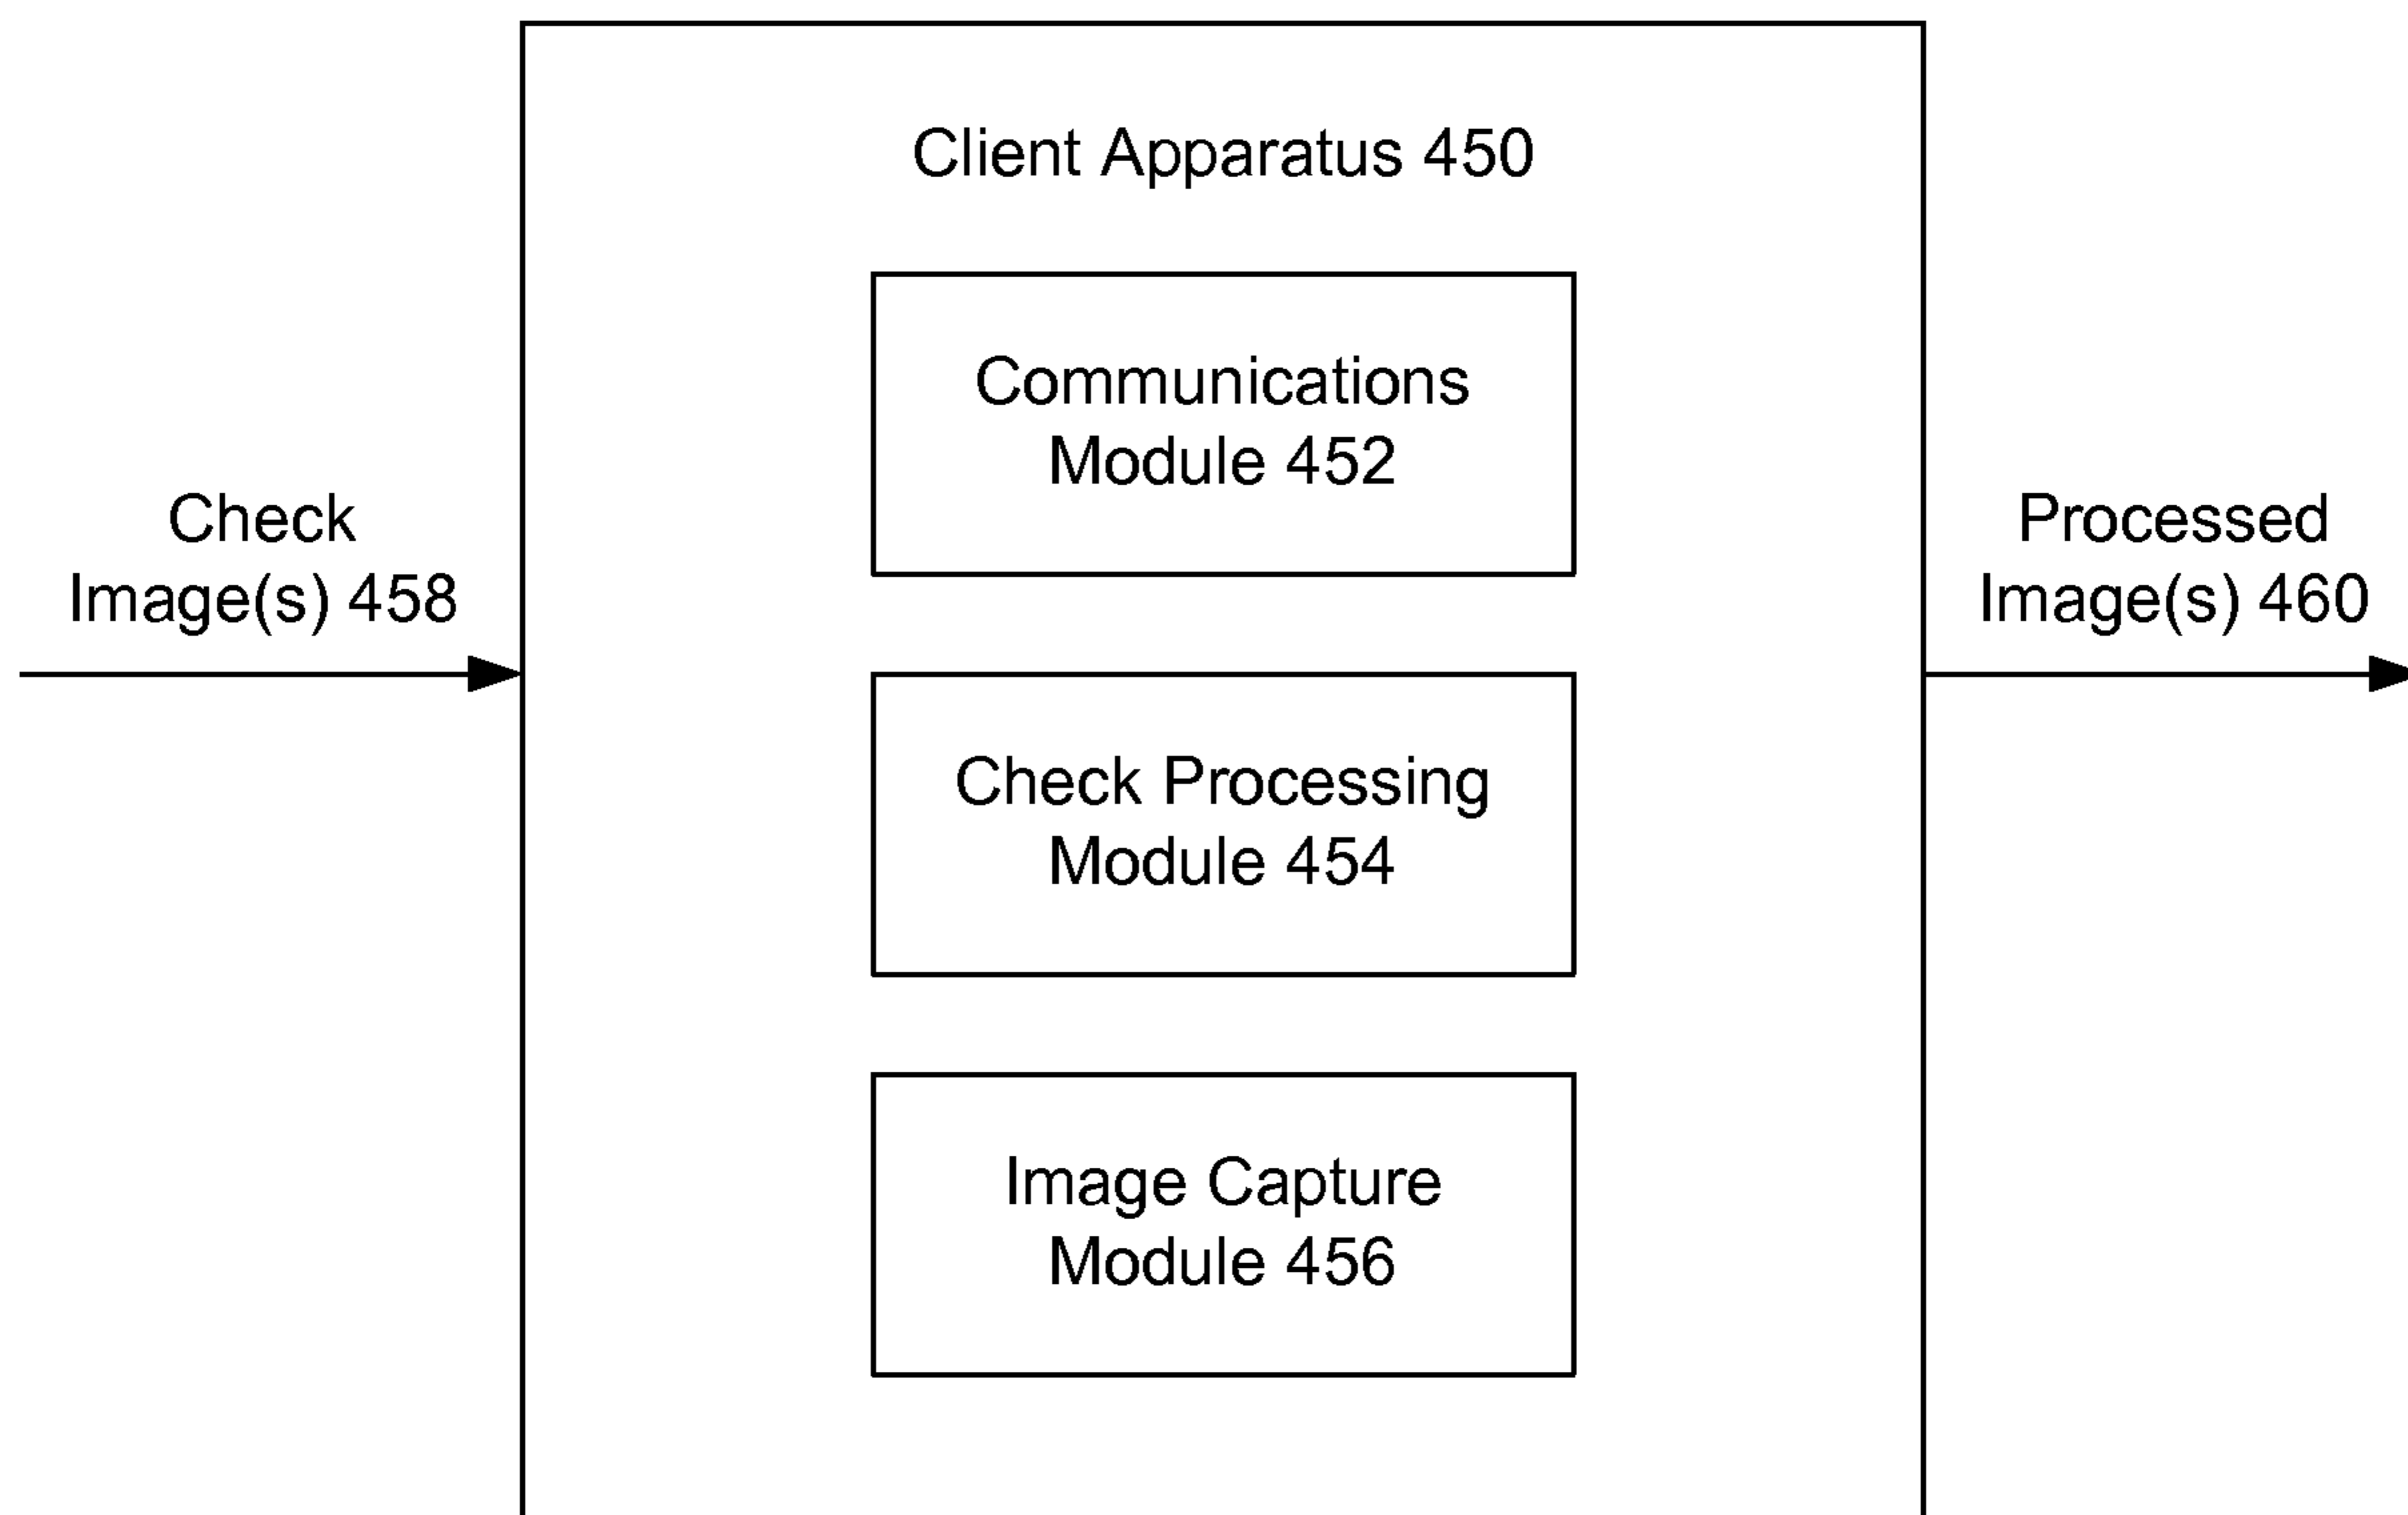 Client Apparatus 450
Communications
Module 452
Check
Image(s) 458
Processed
Image(s) 460
Check Processing
Module 454
Image Capture
Module 456